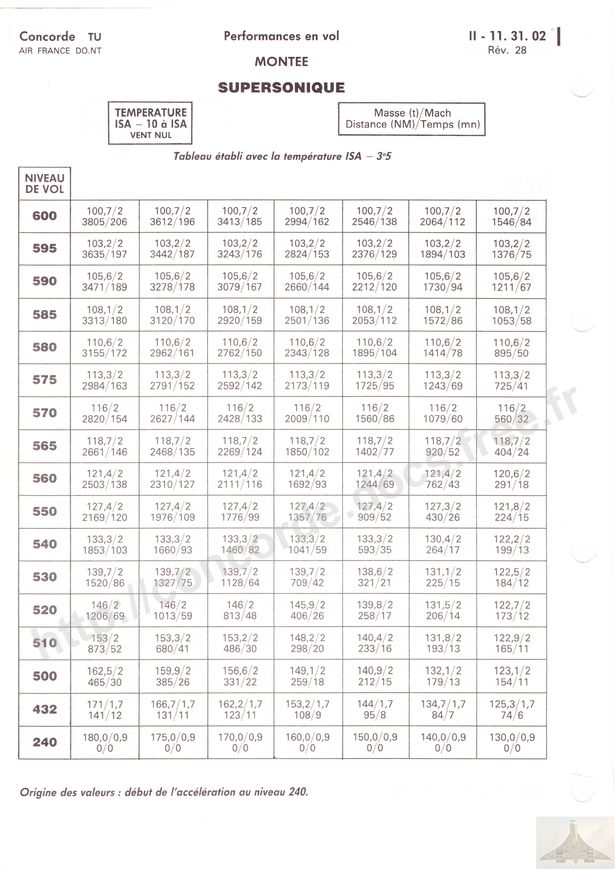 Concorde TU Performances en vol II - 11. 31. 02
AIR FRANCE DO.NT Rév. 28
MONTEE
SUPERSONIQUE
TEMPERATURE
ISA – 10 à ISA
VENT NUL
Masse (t)/Mach
Distance (NM)/Temps (mn)
Tableau établi avec la température ISA – 3°5
NIVEAU
DE VOL
600 100,7/2 100,7/2 100,7/2 100,7/2 100,7/2 100,7/2 100,7/2
3805/206 3612/196 3413/185 2994/162 2546/138 2064/112 1546/84
595 103,2/2 103,2/2 103,2/2 103,2/2 103,2/2 103,2/2 103,2/2
3635/197 3442/187 3243/176 2824/153 2376/129 1894/103 1376/75
590 105,6/2 105,6/2 105,6/2 105,6/2 105,6/2 105,6/2 105,6/2
3471/189 3278/178 3079/167 2660/144 2212/120 1730/94 1211/67
585 108,1/2 108,1/2 108,1/2 108,1/2 108,1/2 108,1/2 108,1/2
3313/180 3120/170 2920/159 2501/136 2053/112 1572/86 1053/58
580 110,6/2 110,6/2 110,6/2 110,6/2 110,6/2 110,6/2 110,6/2
3155/172 2962/161 2762/150 2343/128 1895/104 1414/78 895/50
575 113,3/2 113,3/2 113,3/2 113,3/2 113,3/2 113,3/2 113,3/2
2984/163 2791/152 2592/142 2173/119 1725/95 1243/69 725/41
570 116/2 116/2 116/2 116/2 116/2 116/2 116/2
2820/154 2627/144 2428/133 2009/110 1560/86 1079/60 560/32
565 118,7/2 118,7/2 118,7/2 118,7/2 118,7/2 118,7/2 118,7/2
2661/146 2468/135 2269/124 1850/102 1402/77 920/52 404/24
560 121,4/2 121,4/2 121,4/2 121,4/2 121,4/2 121,4/2 120,6/2
2503/138 2310/127 2111/116 1692/93 1244/69 762/43 291/18
550 127,4/2 127,4/2 127,4/2 127,4/2 127,4/2 127,3/2 121,8/2
2169/120 1976/109 1776/99 1357/76 909/52 430/26 224/15
540 133,3/2 133,3/2 133,3/2 133,3/2 133,3/2 130,4/2 122,2/2
1853/103 1660/93 1460/82 1041/59 593/35 264/17 199/13
530 139,7/2 139,7/2 139,7/2 139,7/2 138,6/2 131,1/2 122,5/2
1520/86 1327/75 1128/64 709/42 321/21 225/15 184/12
520 146/2 146/2 146/2 145,9/2 139,8/2 131,5/2 122,7/2
1206/69 1013/59 813/48 406/26 258/17 206/14 173/12
510 153/2 153,3/2 153,2/2 148,2/2 140,4/2 131,8/2 122,9/2
873/52 680/41 486/30 298/20 233/16 193/13 165/11
500 162,5/2 159,9/2 156,6/2 149,1/2 140,9/2 132,1/2 123,1/2
465/30 385/26 331/22 259/18 212/15 179/13 154/11
432 171/1,7 166,7/1,7 162,2/1,7 153,2/1,7 144/1,7 134,7/1,7 125,3/1,7
141/12 131/11 123/11 108/9 95/8 84/7 74/6
240 180,0/0,9 175,0/0,9 170,0/0,9 160,0/0,9 150,0/0,9 140,0/0,9 130,0/0,9
0/0 0/0 0/0 0/0 0/0 0/0 0/0
Origine des valeurs : début de l'accélération au niveau 240.
http://concorde.docs.free.fr